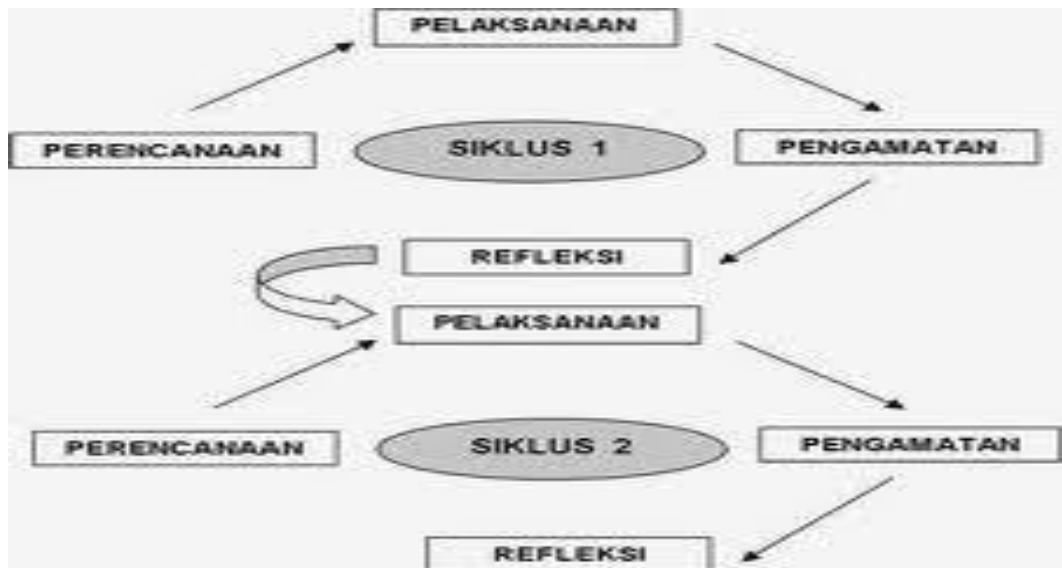 PELAKSANAAN
PERENCANAAN
SIKLUS 1
PENGAMATAN
REFLEKSI
PELAKSANAAN
PERENCANAAN
SIKLUS 2
PENGAMATAN
REFLEKSI